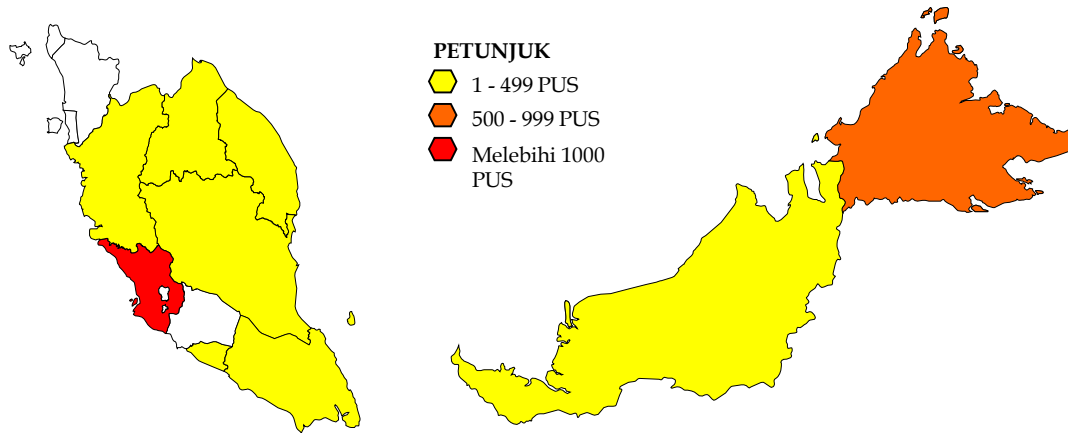 PETUNJUK
1 - 499 PUS
500 - 999 PUS
Melebihi 1000
PUS